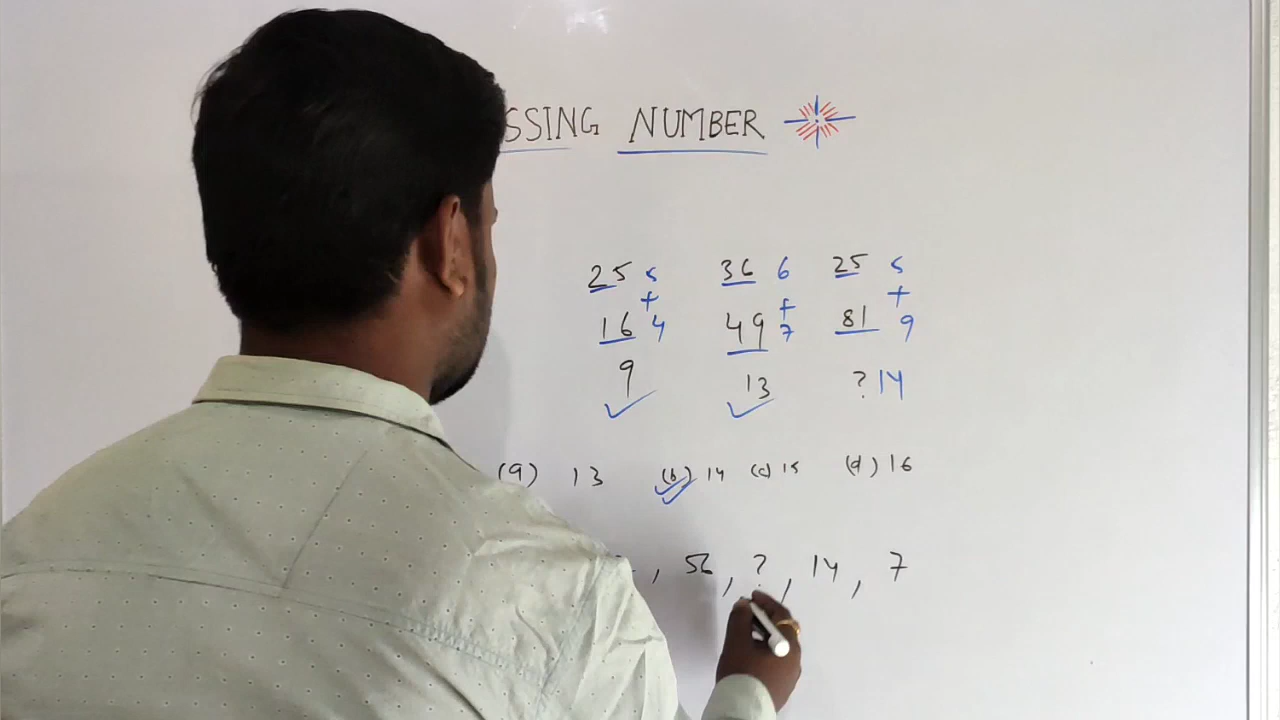 SSING NUMBER
25 5 36 6 25 5
+ + +
16 4 49 7 81 9
9 13 ? 14
(a) 13 (b) 14 (c) 15 (d) 16
, 56, ?, 14, 7